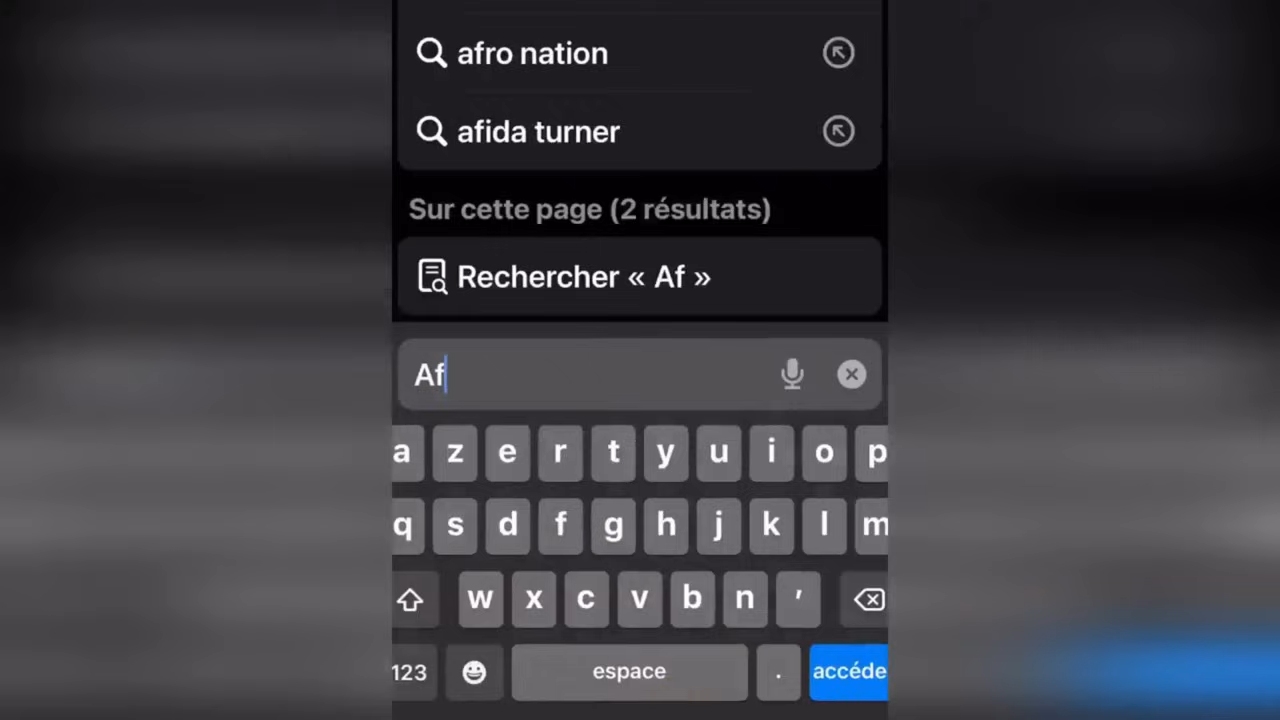 afro nation
afida turner
Sur cette page (2 résultats)
Rechercher « Af »
Af
a z e r t y u i o p
q s d f g h j k l m
w x c v b n ’
123 espace . accéde